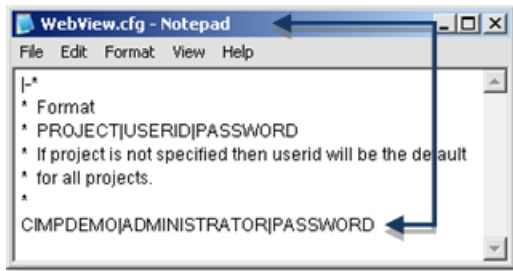 WebView.cfg - Notepad
File Edit Format View Help
|-*
* Format
* PROJECT|USERID|PASSWORD
* If project is not specified then userid will be the default
* for all projects.
*
CIMPDEMO|ADMINISTRATOR|PASSWORD